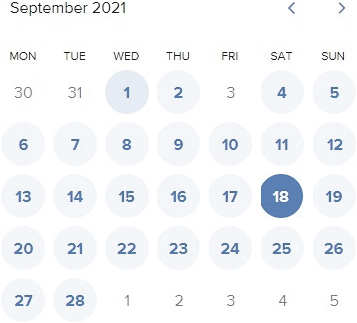 September 2021
MON TUE WED THU FRI SAT SUN
30 31 1 2 3 4 5
6 7 8 9 10 11 12
13 14 15 16 17 18 19
20 21 22 23 24 25 26
27 28 1 2 3 4 5